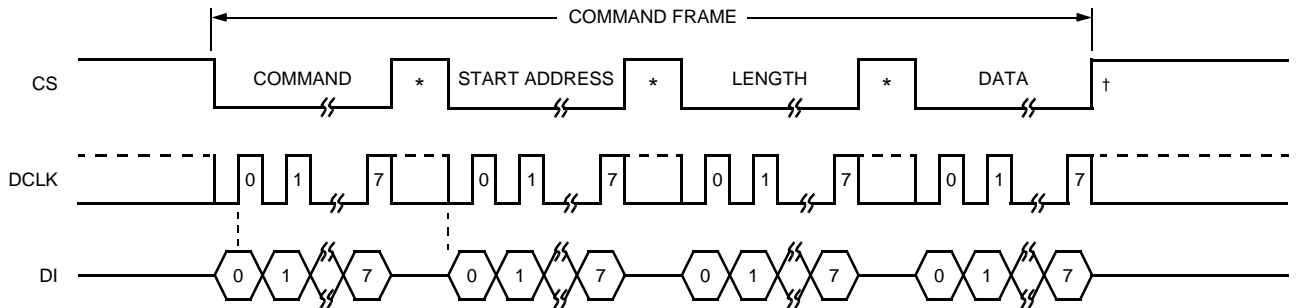 COMMAND FRAME
CS COMMAND * START ADDRESS * LENGTH * DATA †
DCLK 0 1 7 0 1 7 0 1 7 0 1 7
DI 0 1 7 0 1 7 0 1 7 0 1 7